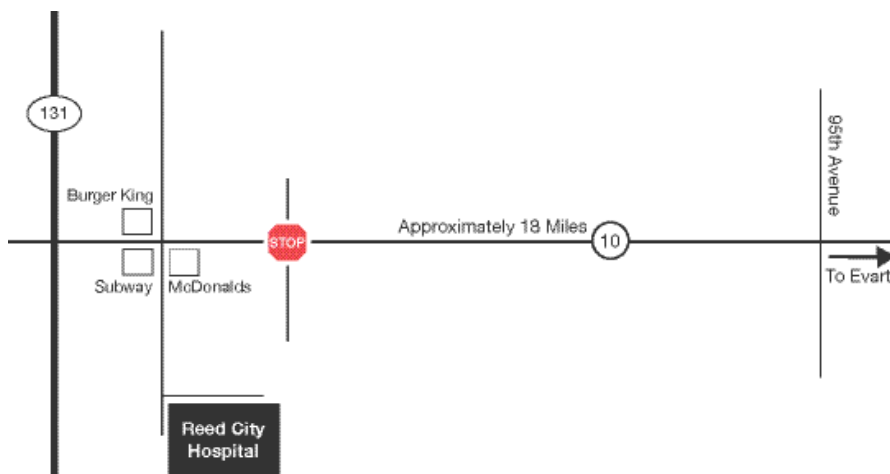 131
95th Avenue
Burger King
STOP
Approximately 18 Miles
10
Subway
McDonalds
To Evart
Reed City
Hospital